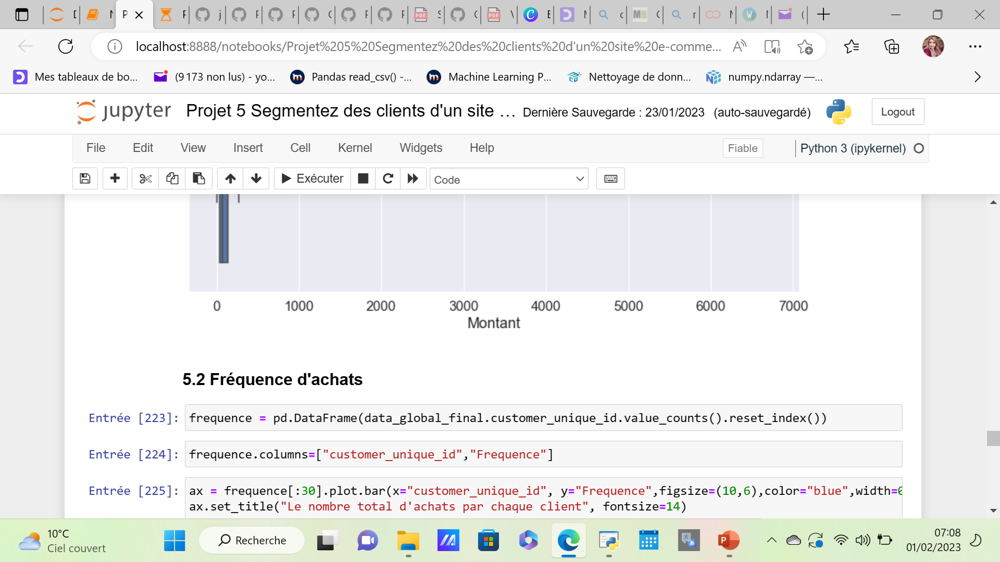 localhost:8888/notebooks/Projet%205%20Segmentez%20des%20clients%20d'un%20site%20e-comme...
Mes tableaux de bo...
(9 173 non lus) - yo...
Pandas read_csv() -...
Machine Learning P...
Nettoyage de donn...
numpy.ndarray —...
jupyter
Projet 5 Segmentez des clients d'un site ...
Dernière Sauvegarde : 23/01/2023 (auto-sauvegardé)
Logout
File Edit View Insert Cell Kernel Widgets Help
Fiable
Python 3 (ipykernel)
Exécuter
Code
0 1000 2000 3000 4000 5000 6000 7000
Montant
5.2 Fréquence d'achats
Entrée [223]: frequence = pd.DataFrame(data_global_final.customer_unique_id.value_counts().reset_index())
Entrée [224]: frequence.columns=["customer_unique_id","Frequence"]
Entrée [225]: ax = frequence[:30].plot.bar(x="customer_unique_id", y="Frequence",figsize=(10,6),color="blue",width=0
ax.set_title("Le nombre total d'achats par chaque client", fontsize=14)
10°C
Ciel couvert
Recherche
07:08
01/02/2023